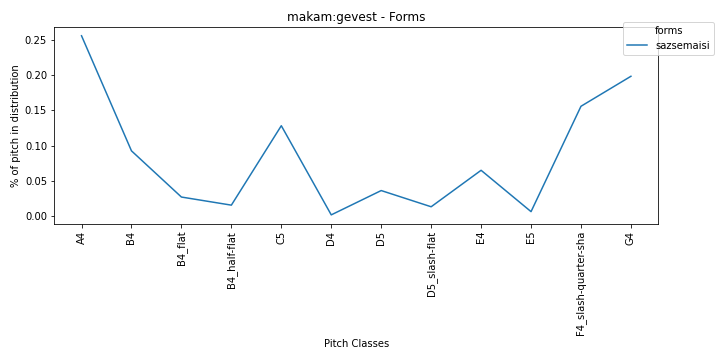 makam:gevest - Forms
forms
sazsemaisi
% of pitch in distribution
0.25
0.20
0.15
0.10
0.05
0.00
A4
B4
B4_flat
B4_half-flat
C5
D4
D5
D5_slash-flat
E4
E5
F4_slash-quarter-sha
G4
Pitch Classes